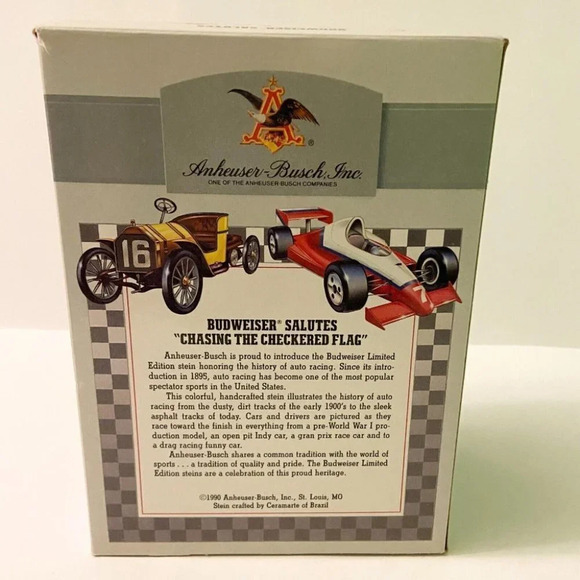 A
®
Anheuser-Busch, Inc.
ONE OF THE ANHEUSER-BUSCH COMPANIES
16
7
BUDWEISER® SALUTES
"CHASING THE CHECKERED FLAG"
Anheuser-Busch is proud to introduce the Budweiser Limited
Edition stein honoring the history of auto racing. Since its intro-
duction in 1895, auto racing has become one of the most popular
spectator sports in the United States.
This colorful, handcrafted stein illustrates the history of auto
racing from the dusty, dirt tracks of the early 1900's to the sleek
asphalt tracks of today. Cars and drivers are pictured as they
race toward the finish in everything from a pre-World War I pro-
duction model, an open pit Indy car, a gran prix race car and to
a drag racing funny car.
Anheuser-Busch shares a common tradition with the world of
sports . . . a tradition of quality and pride. The Budweiser Limited
Edition steins are a celebration of this proud heritage.
©1990 Anheuser-Busch, Inc., St. Louis, MO
Stein crafted by Ceramarte of Brazil